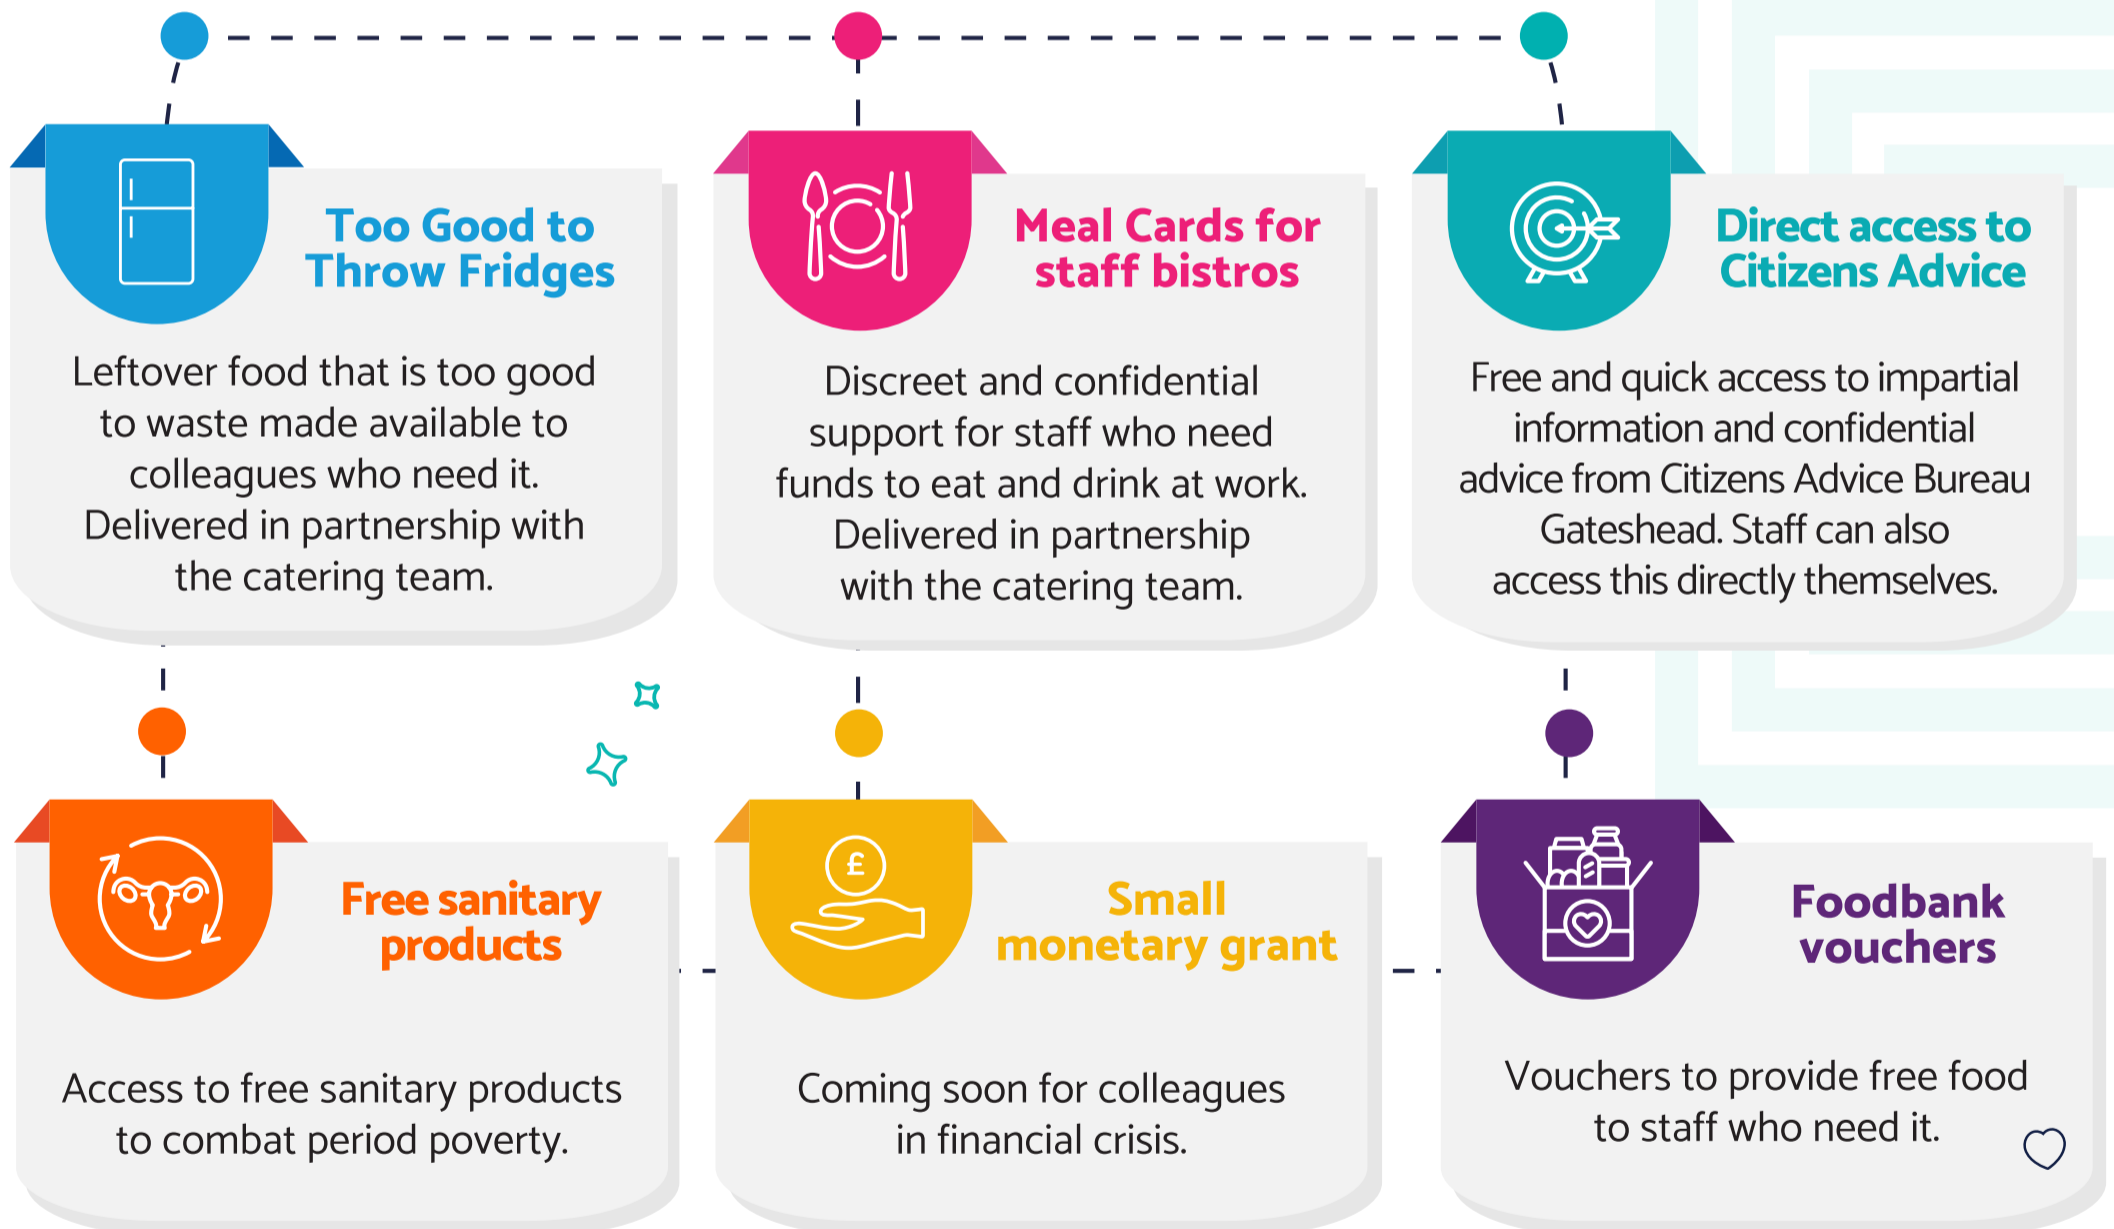 Too Good to
Throw Fridges
Leftover food that is too good
to waste made available to
colleagues who need it.
Delivered in partnership with
the catering team.
Meal Cards for
staff bistros
Discreet and confidential
support for staff who need
funds to eat and drink at work.
Delivered in partnership
with the catering team.
Direct access to
Citizens Advice
Free and quick access to impartial
information and confidential
advice from Citizens Advice Bureau
Gateshead. Staff can also
access this directly themselves.
Free sanitary
products
Access to free sanitary products
to combat period poverty.
£
Small
monetary grant
Coming soon for colleagues
in financial crisis.
Foodbank
vouchers
Vouchers to provide free food
to staff who need it.